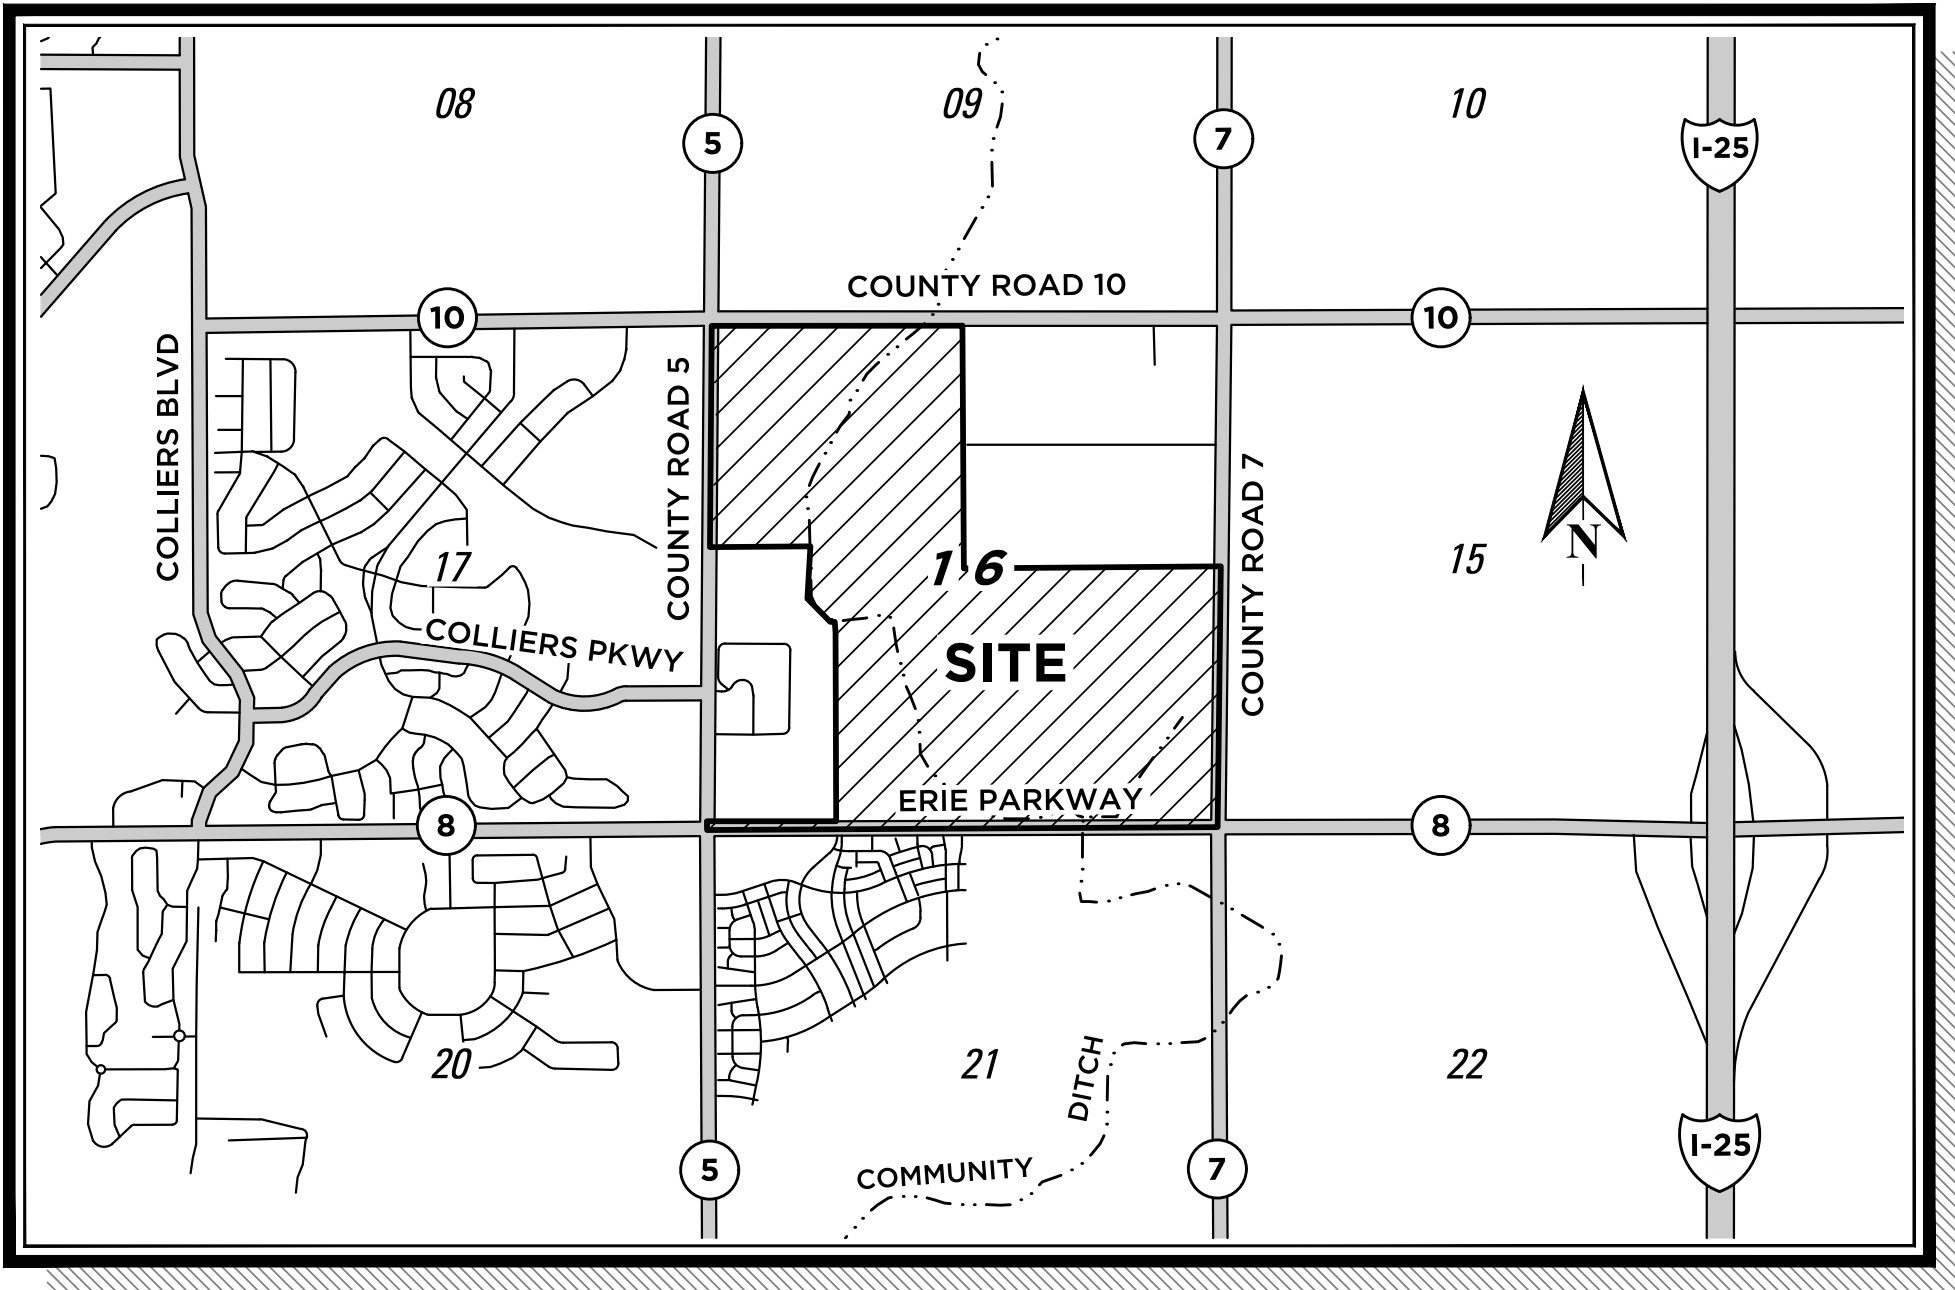 08
09
10
5
7
I-25
COUNTY ROAD 10
10
10
COLLIERS BLVD
COUNTY ROAD 5
COUNTY ROAD 7
17
16
15
N
COLLIERS PKWY
SITE
ERIE PARKWAY
8
8
20
21
22
DITCH
COMMUNITY
5
7
I-25